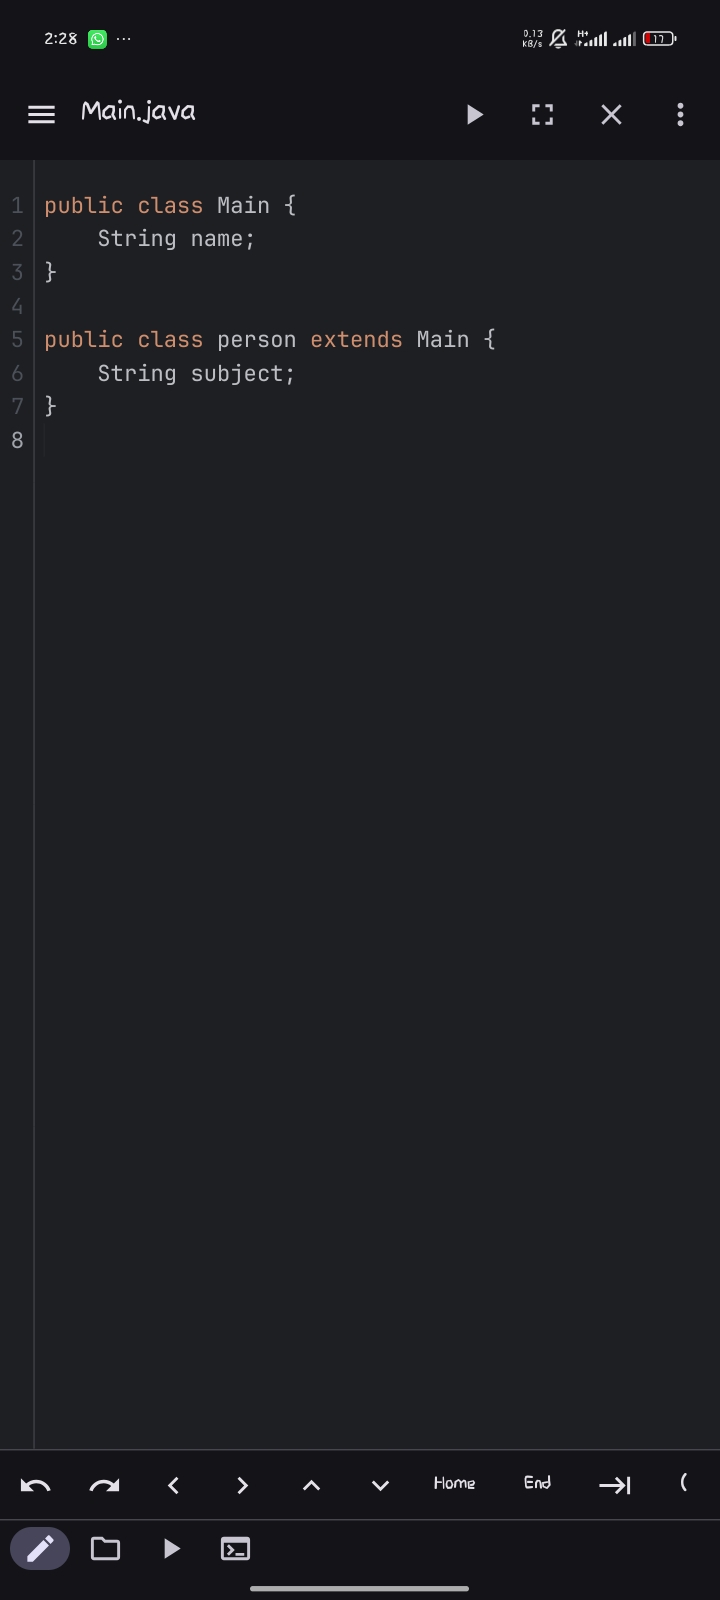 2:28 ...
0.13 KB/s H+ 17
Main.java
1 public class Main {
2     String name;
3 }
4
5 public class person extends Main {
6     String subject;
7 }
8
Home End (